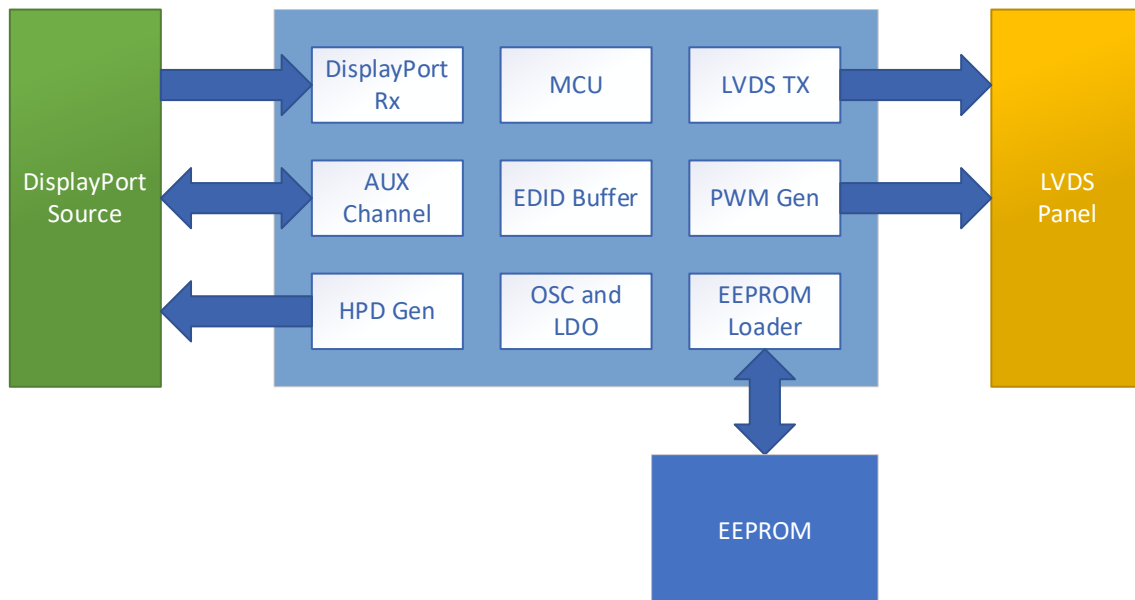 DisplayPort
Source
DisplayPort
Rx
MCU
LVDS TX
AUX
Channel
EDID Buffer
PWM Gen
HPD Gen
OSC and
LDO
EEPROM
Loader
LVDS
Panel
EEPROM